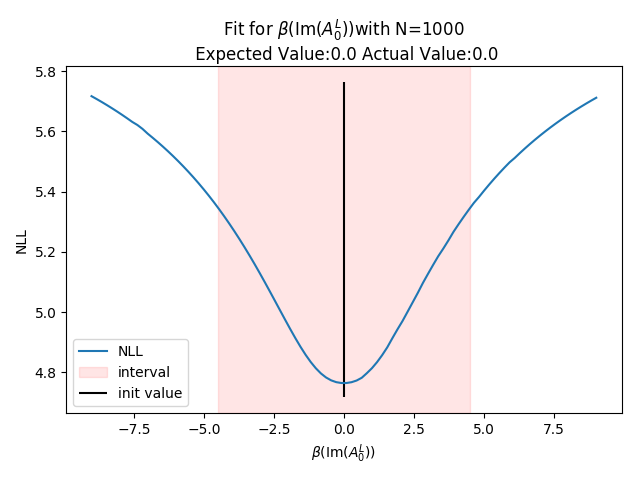 Fit for β(Im(A₀ᴸ))with N=1000
Expected Value:0.0 Actual Value:0.0
5.8
5.6
5.4
5.2
5.0
4.8
NLL
NLL
interval
init value
−7.5 −5.0 −2.5 0.0 2.5 5.0 7.5
β(Im(A₀ᴸ))